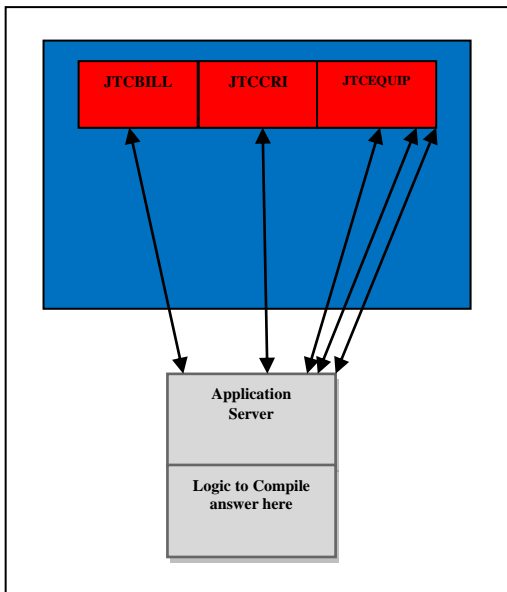 JTCBILL
JTCCRI
JTCEQUIP
Application
Server
Logic to Compile
answer here